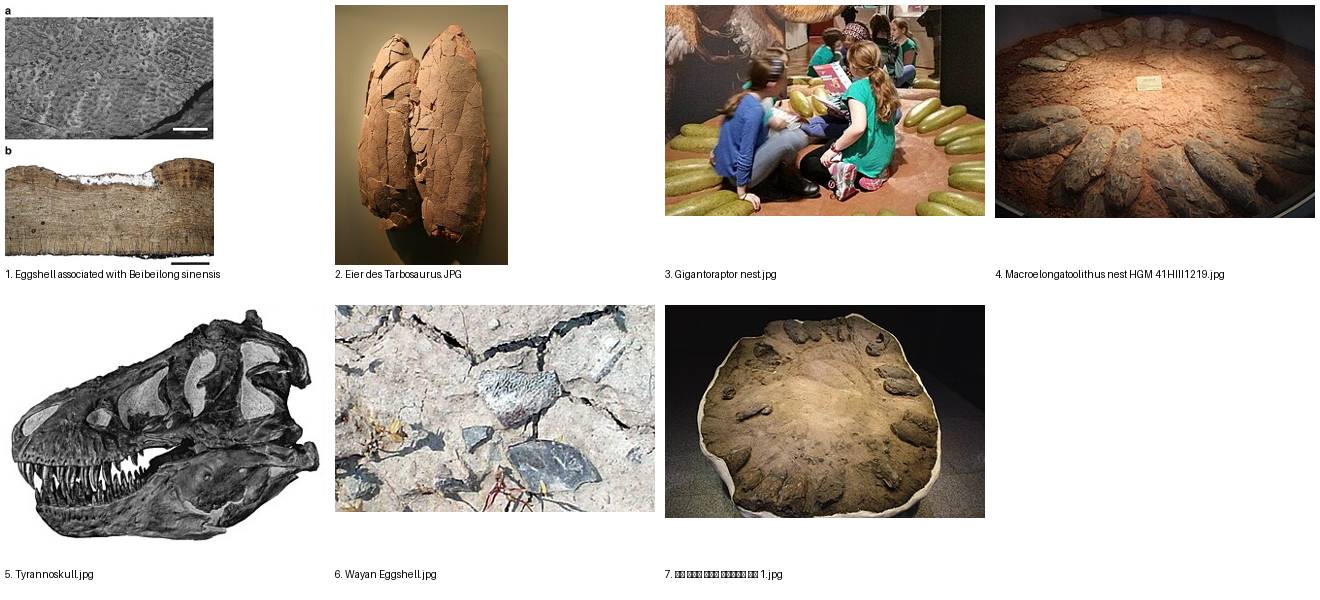 a
b
1. Eggshell associated with Beibeilong sinensis
2. Eier des Tarbosaurus.JPG
3. Gigantoraptor nest.jpg
4. Macroelongatoolithus nest HGM 41HIII1219.jpg
5. Tyrannoskull.jpg
6. Wayan Eggshell.jpg
7. 1.jpg